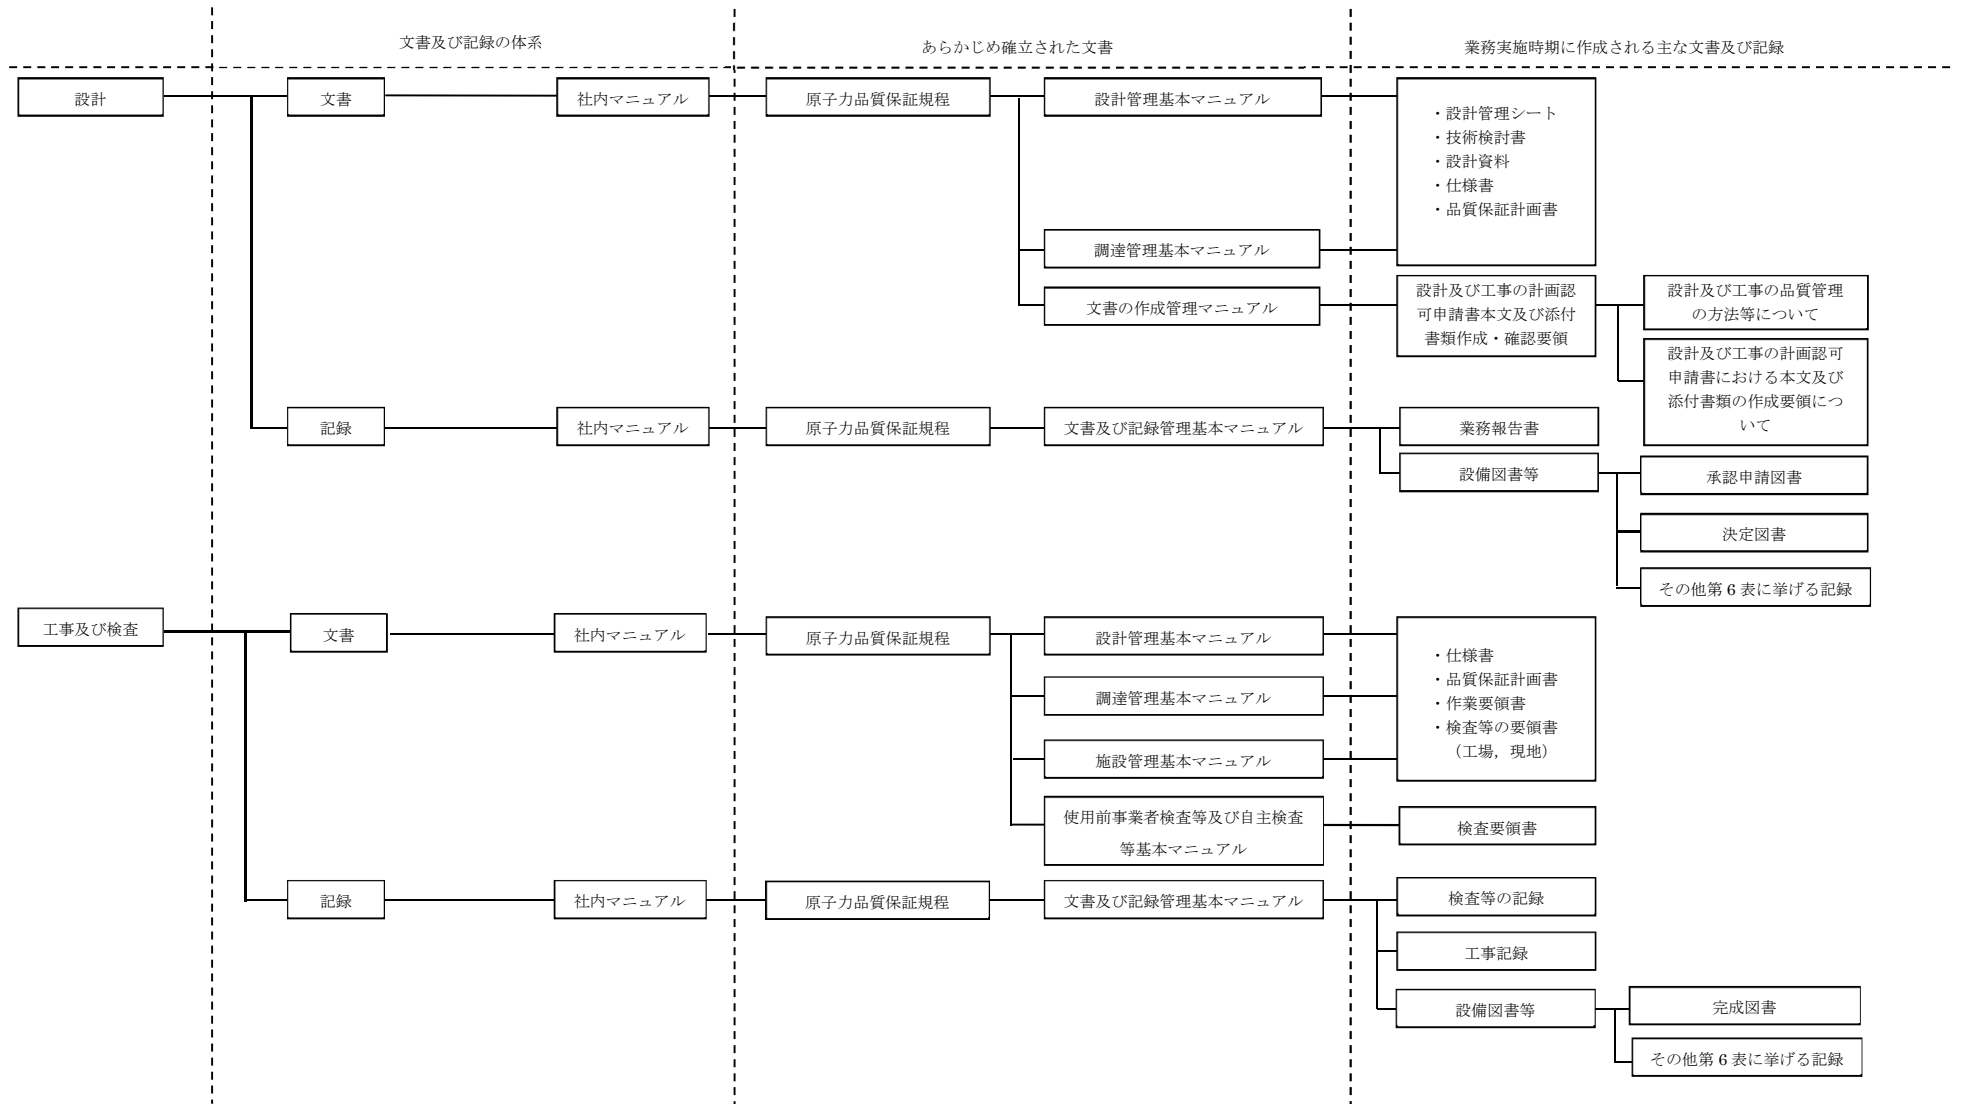 文書及び記録の体系
あらかじめ確立された文書
業務実施時期に作成される主な文書及び記録
設計
文書
社内マニュアル
原子力品質保証規程
設計管理基本マニュアル
・設計管理シート
・技術検討書
・設計資料
・仕様書
・品質保証計画書
調達管理基本マニュアル
文書の作成管理マニュアル
設計及び工事の計画認
可申請書本文及び添付
書類作成・確認要領
設計及び工事の品質管理
の方法等について
設計及び工事の計画認可
申請書における本文及び
添付書類の作成要領につ
いて
記録
社内マニュアル
原子力品質保証規程
文書及び記録管理基本マニュアル
業務報告書
設備図書等
承認申請図書
決定図書
その他第 6 表に挙げる記録
工事及び検査
文書
社内マニュアル
原子力品質保証規程
設計管理基本マニュアル
・仕様書
・品質保証計画書
・作業要領書
・検査等の要領書
（工場，現地）
調達管理基本マニュアル
施設管理基本マニュアル
使用前事業者検査等及び自主検査
等基本マニュアル
検査要領書
記録
社内マニュアル
原子力品質保証規程
文書及び記録管理基本マニュアル
検査等の記録
工事記録
設備図書等
完成図書
その他第 6 表に挙げる記録